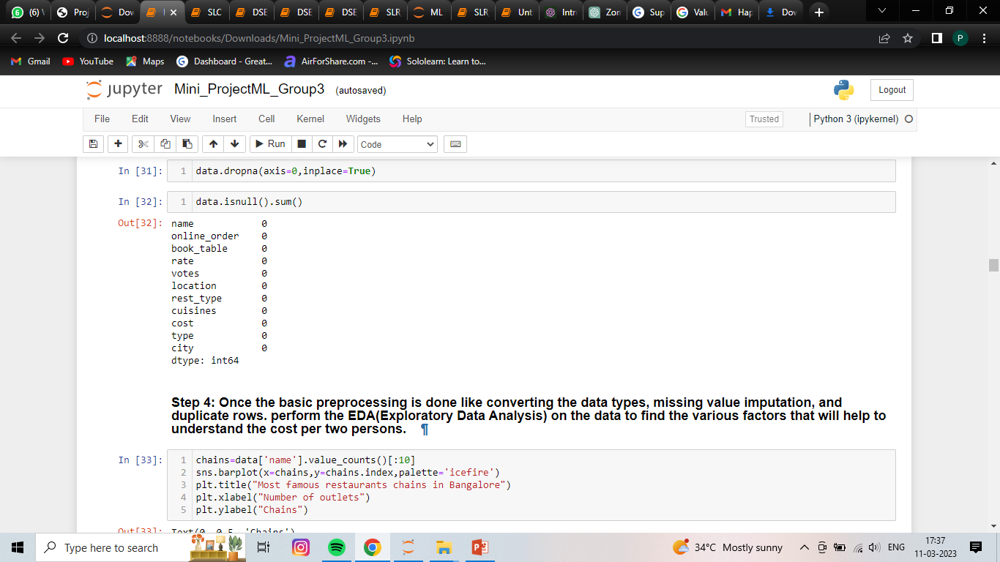 (6) \
Proj
Dov
SLC
DSE
DSE
DSE
SLR
ML
SLR
Unt
Intr
Zon
Sup
Valu
Hap
Dov
localhost:8888/notebooks/Downloads/Mini_ProjectML_Group3.ipynb
P
Gmail
YouTube
Maps
Dashboard - Great...
AirForShare.com -...
Sololearn: Learn to...
jupyter Mini_ProjectML_Group3 (autosaved)
Logout
File Edit View Insert Cell Kernel Widgets Help
Trusted
Python 3 (ipykernel)
Run
Code
In [31]: 1 data.dropna(axis=0,inplace=True)
In [32]: 1 data.isnull().sum()
Out[32]: name 0
online_order 0
book_table 0
rate 0
votes 0
location 0
rest_type 0
cuisines 0
cost 0
type 0
city 0
dtype: int64
Step 4: Once the basic preprocessing is done like converting the data types, missing value imputation, and
duplicate rows. perform the EDA(Exploratory Data Analysis) on the data to find the various factors that will help to
understand the cost per two persons. ¶
In [33]: 1 chains=data['name'].value_counts()[:10]
2 sns.barplot(x=chains,y=chains.index,palette='icefire')
3 plt.title("Most famous restaurants chains in Bangalore")
4 plt.xlabel("Number of outlets")
5 plt.ylabel("Chains")
Out[33]: Text(0, 0.5, 'Chains')
Type here to search
34°C Mostly sunny
ENG
17:37
11-03-2023